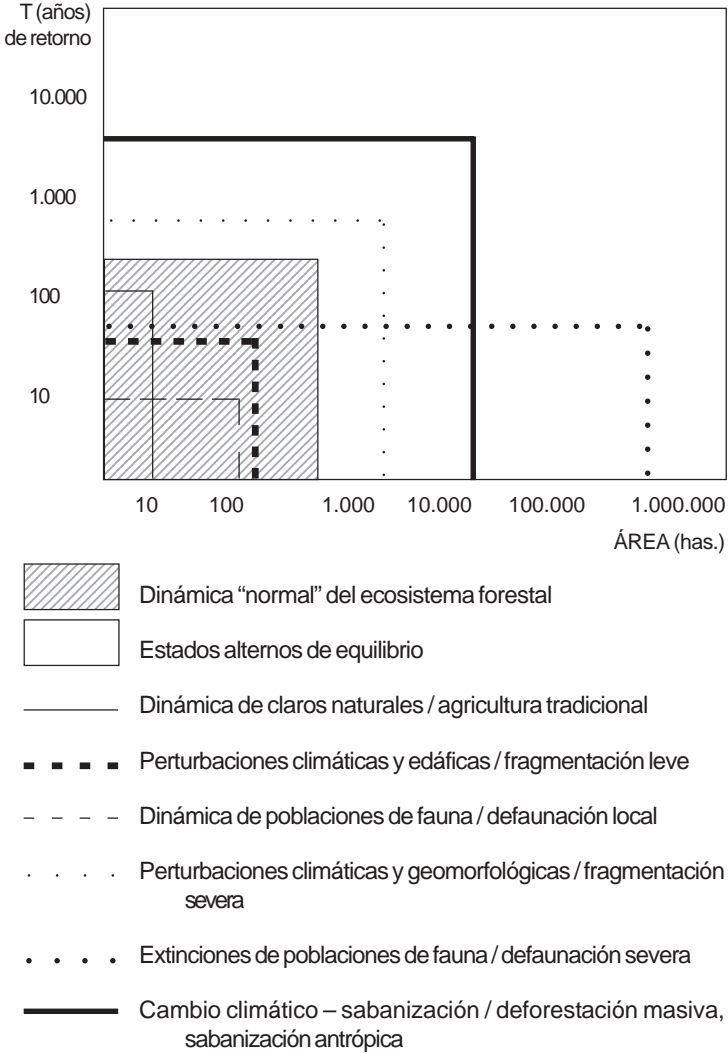 T (años)
de retorno
10.000
1.000
100
10
10 100 1.000 10.000 100.000 1.000.000
ÁREA (has.)
Dinámica “normal” del ecosistema forestal
Estados alternos de equilibrio
Dinámica de claros naturales / agricultura tradicional
Perturbaciones climáticas y edáficas / fragmentación leve
Dinámica de poblaciones de fauna / defaunación local
Perturbaciones climáticas y geomorfológicas / fragmentación
severa
Extinciones de poblaciones de fauna / defaunación severa
Cambio climático – sabanización / deforestación masiva,
sabanización antrópica